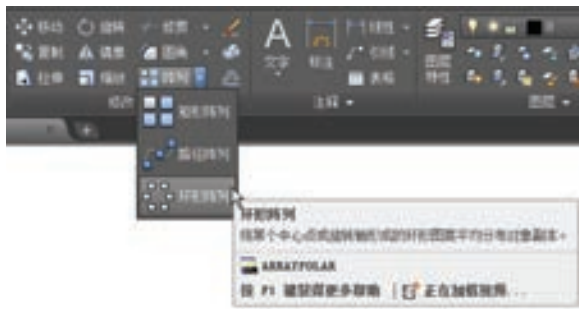 移动 旋转 修剪
复制 镜像 圆角
拉伸 缩放 阵列
A 文字 标注
引线
表格
图层特性
修改 注释 图层
矩形阵列
路径阵列
环形阵列
环形阵列
绕某个中心点或旋转轴形成的环形图案平均分布对象副本。
ARRAYPOLAR
按 F1 键获得更多帮助 正在加载视频...